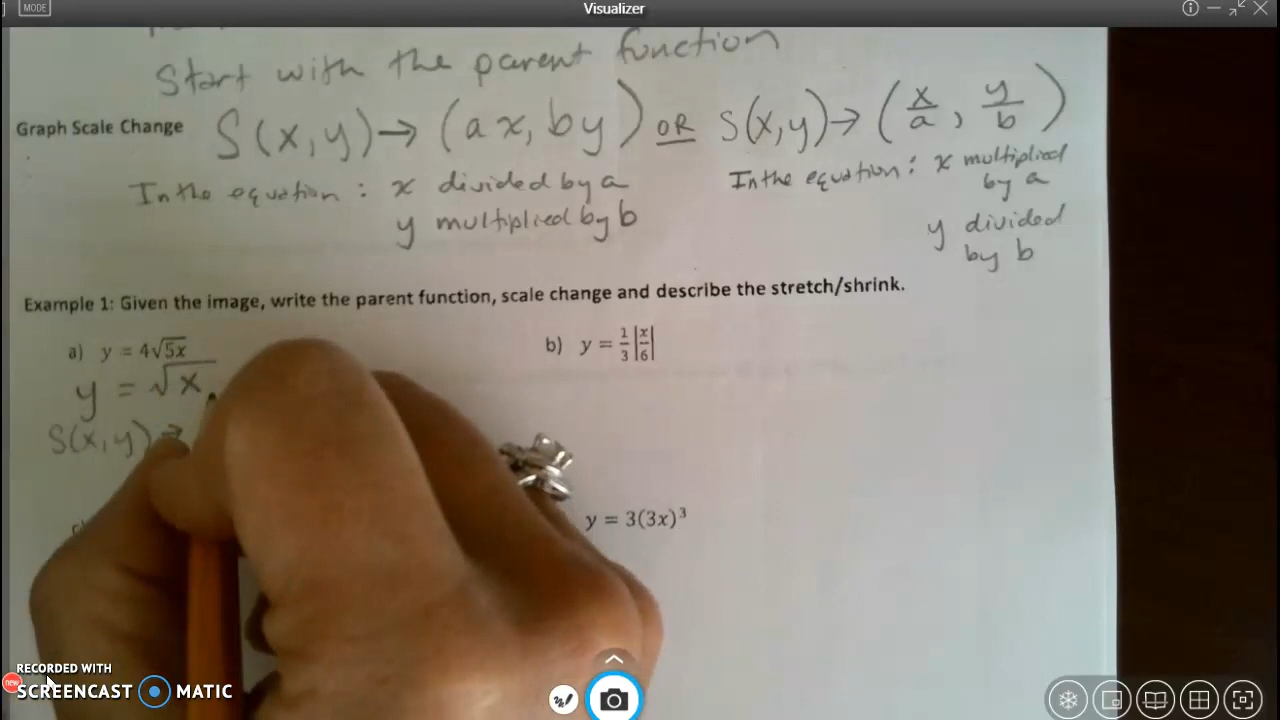 MODE
Visualizer
Start with the parent function
Graph Scale Change S(x,y)→(ax, by) OR S(x,y)→(x/a, y/b)
In the equation: x divided by a
y multiplied by b
In the equation: x multiplied
by a
y divided
by b
Example 1: Given the image, write the parent function, scale change and describe the stretch/shrink.
a) y = 4√5x
b) y = 1/3|x/6|
y = √x
S(x,y)→
y = 3(3x)³
RECORDED WITH
new
SCREENCAST MATIC